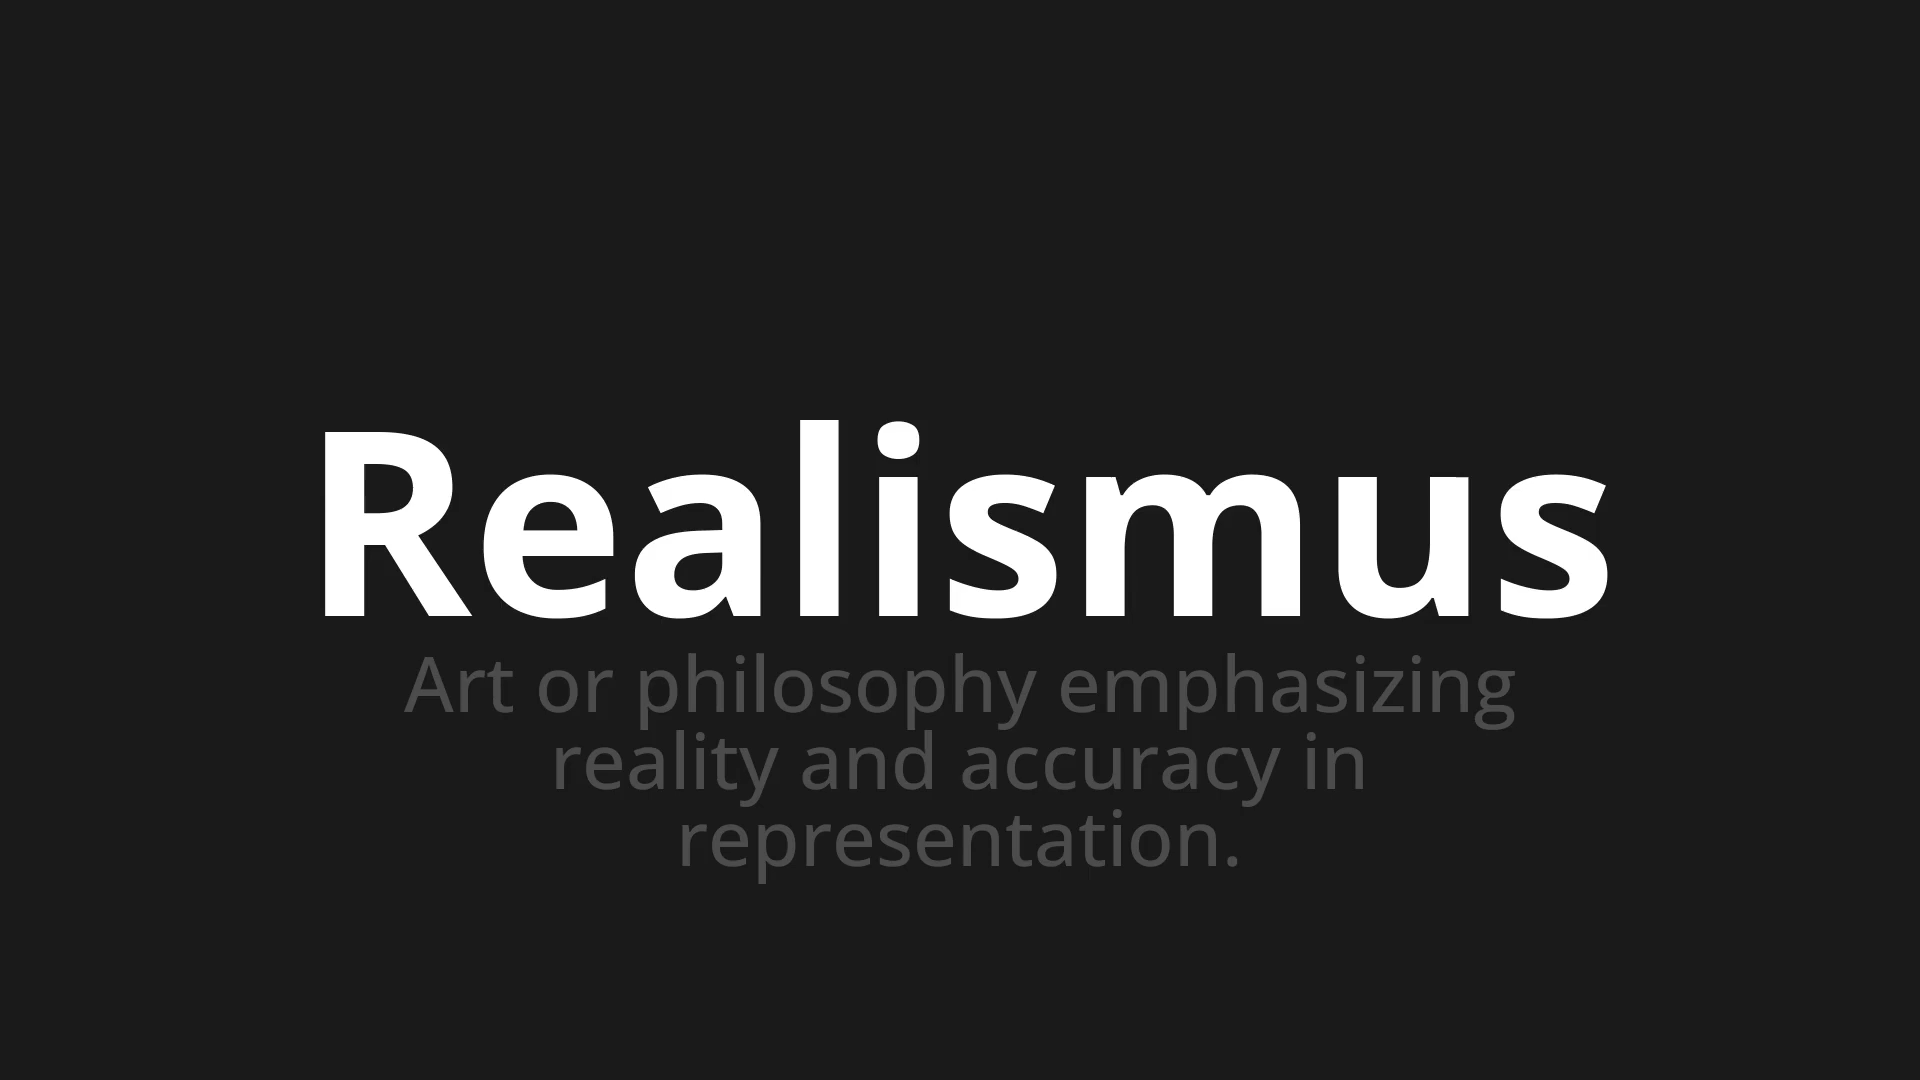 Realismus
Art or philosophy emphasizing
reality and accuracy in
representation.